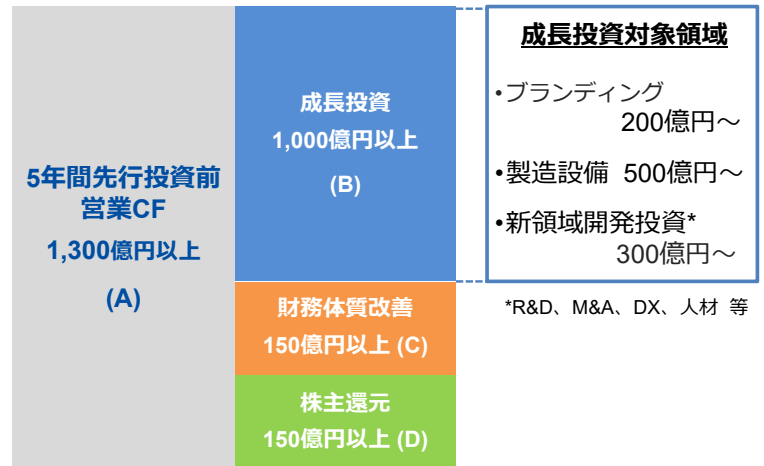 5年間先行投資前
営業CF
1,300億円以上
(A)
成長投資
1,000億円以上
(B)
財務体質改善
150億円以上 (C)
株主還元
150億円以上 (D)
成長投資対象領域
•ブランディング
200億円～
•製造設備 500億円～
•新領域開発投資*
300億円～
*R&D、M&A、DX、人材 等